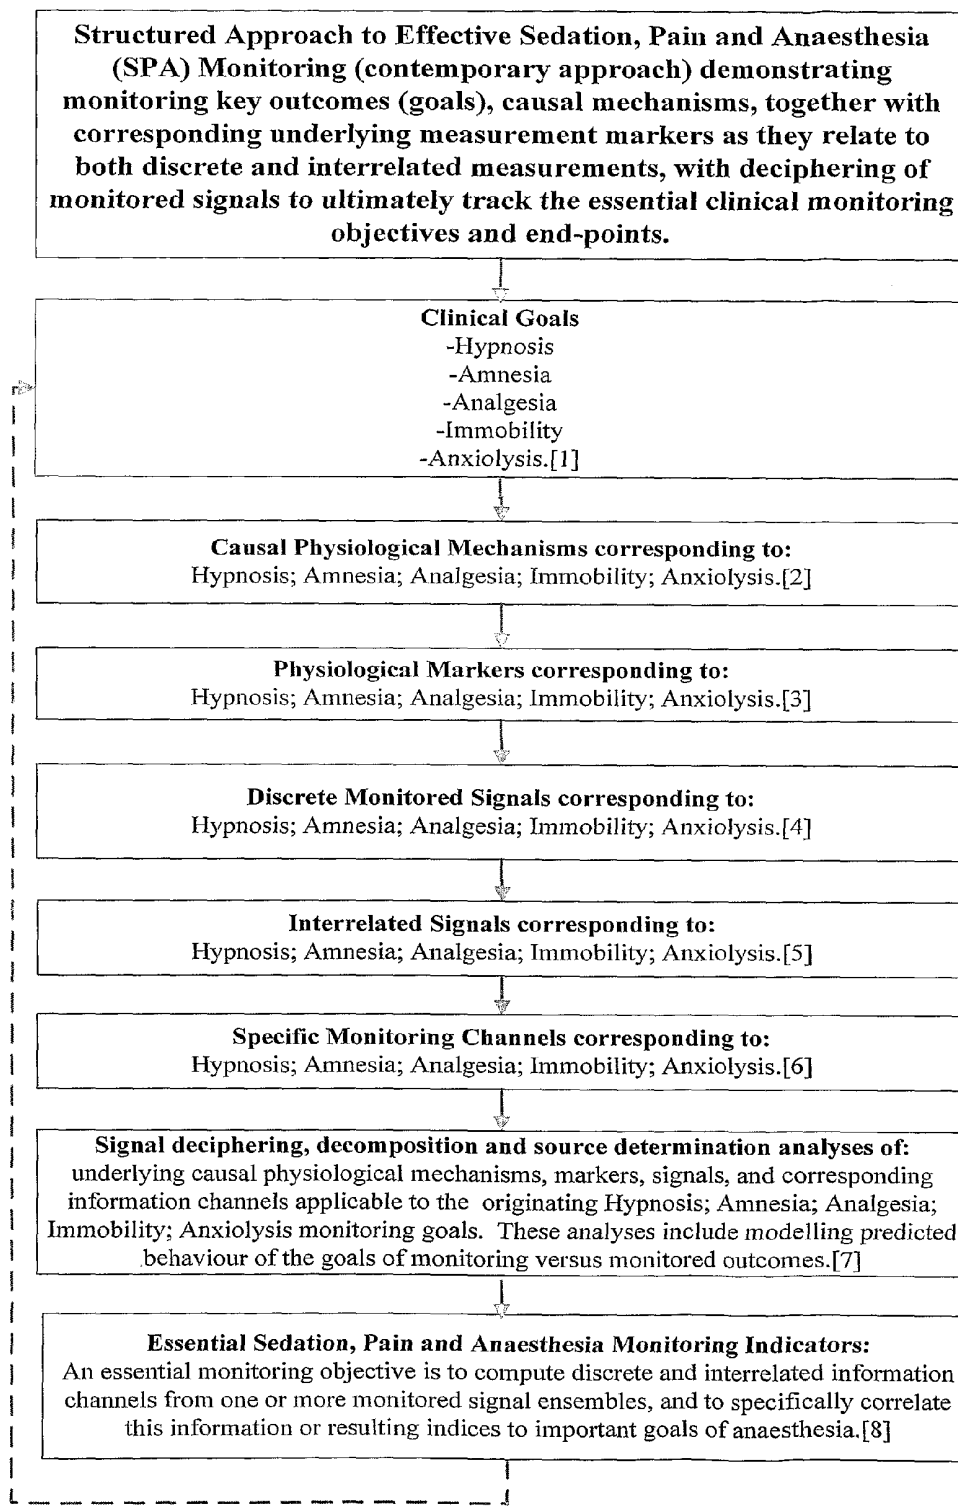 Structured Approach to Effective Sedation, Pain and Anaesthesia
(SPA) Monitoring (contemporary approach) demonstrating
monitoring key outcomes (goals), causal mechanisms, together with
corresponding underlying measurement markers as they relate to
both discrete and interrelated measurements, with deciphering of
monitored signals to ultimately track the essential clinical monitoring
objectives and end-points.
Clinical Goals
-Hypnosis
-Amnesia
-Analgesia
-Immobility
-Anxiolysis.[1]
Causal Physiological Mechanisms corresponding to:
Hypnosis; Amnesia; Analgesia; Immobility; Anxiolysis.[2]
Physiological Markers corresponding to:
Hypnosis; Amnesia; Analgesia; Immobility; Anxiolysis.[3]
Discrete Monitored Signals corresponding to:
Hypnosis; Amnesia; Analgesia; Immobility; Anxiolysis.[4]
Interrelated Signals corresponding to:
Hypnosis; Amnesia; Analgesia; Immobility; Anxiolysis.[5]
Specific Monitoring Channels corresponding to:
Hypnosis; Amnesia; Analgesia; Immobility; Anxiolysis.[6]
Signal deciphering, decomposition and source determination analyses of:
underlying causal physiological mechanisms, markers, signals, and corresponding
information channels applicable to the originating Hypnosis; Amnesia; Analgesia;
Immobility; Anxiolysis monitoring goals. These analyses include modelling predicted
behaviour of the goals of monitoring versus monitored outcomes.[7]
Essential Sedation, Pain and Anaesthesia Monitoring Indicators:
An essential monitoring objective is to compute discrete and interrelated information
channels from one or more monitored signal ensembles, and to specifically correlate
this information or resulting indices to important goals of anaesthesia.[8]